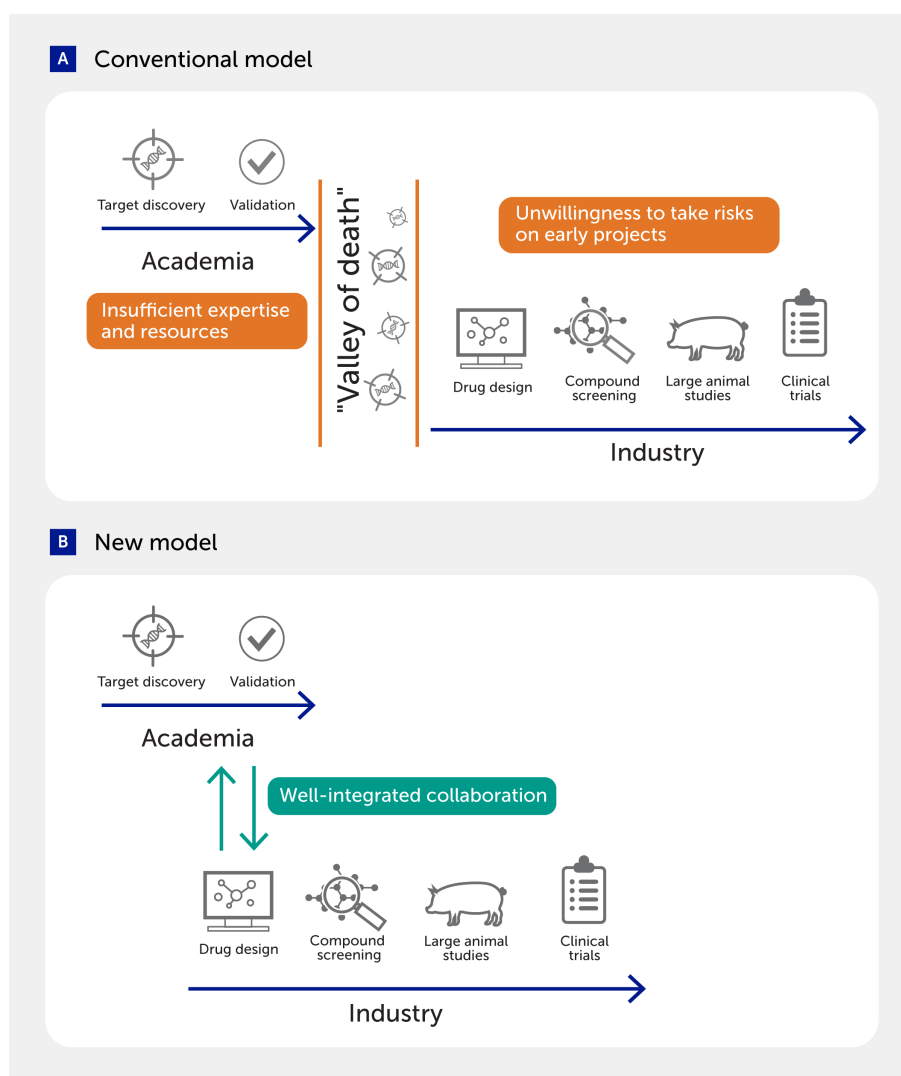 A Conventional model
Target discovery
Validation
Academia
Insufficient expertise
and resources
"Valley of death"
Unwillingness to take risks
on early projects
Drug design
Compound
screening
Large animal
studies
Clinical
trials
Industry
B New model
Target discovery
Validation
Academia
Well-integrated collaboration
Drug design
Compound
screening
Large animal
studies
Clinical
trials
Industry